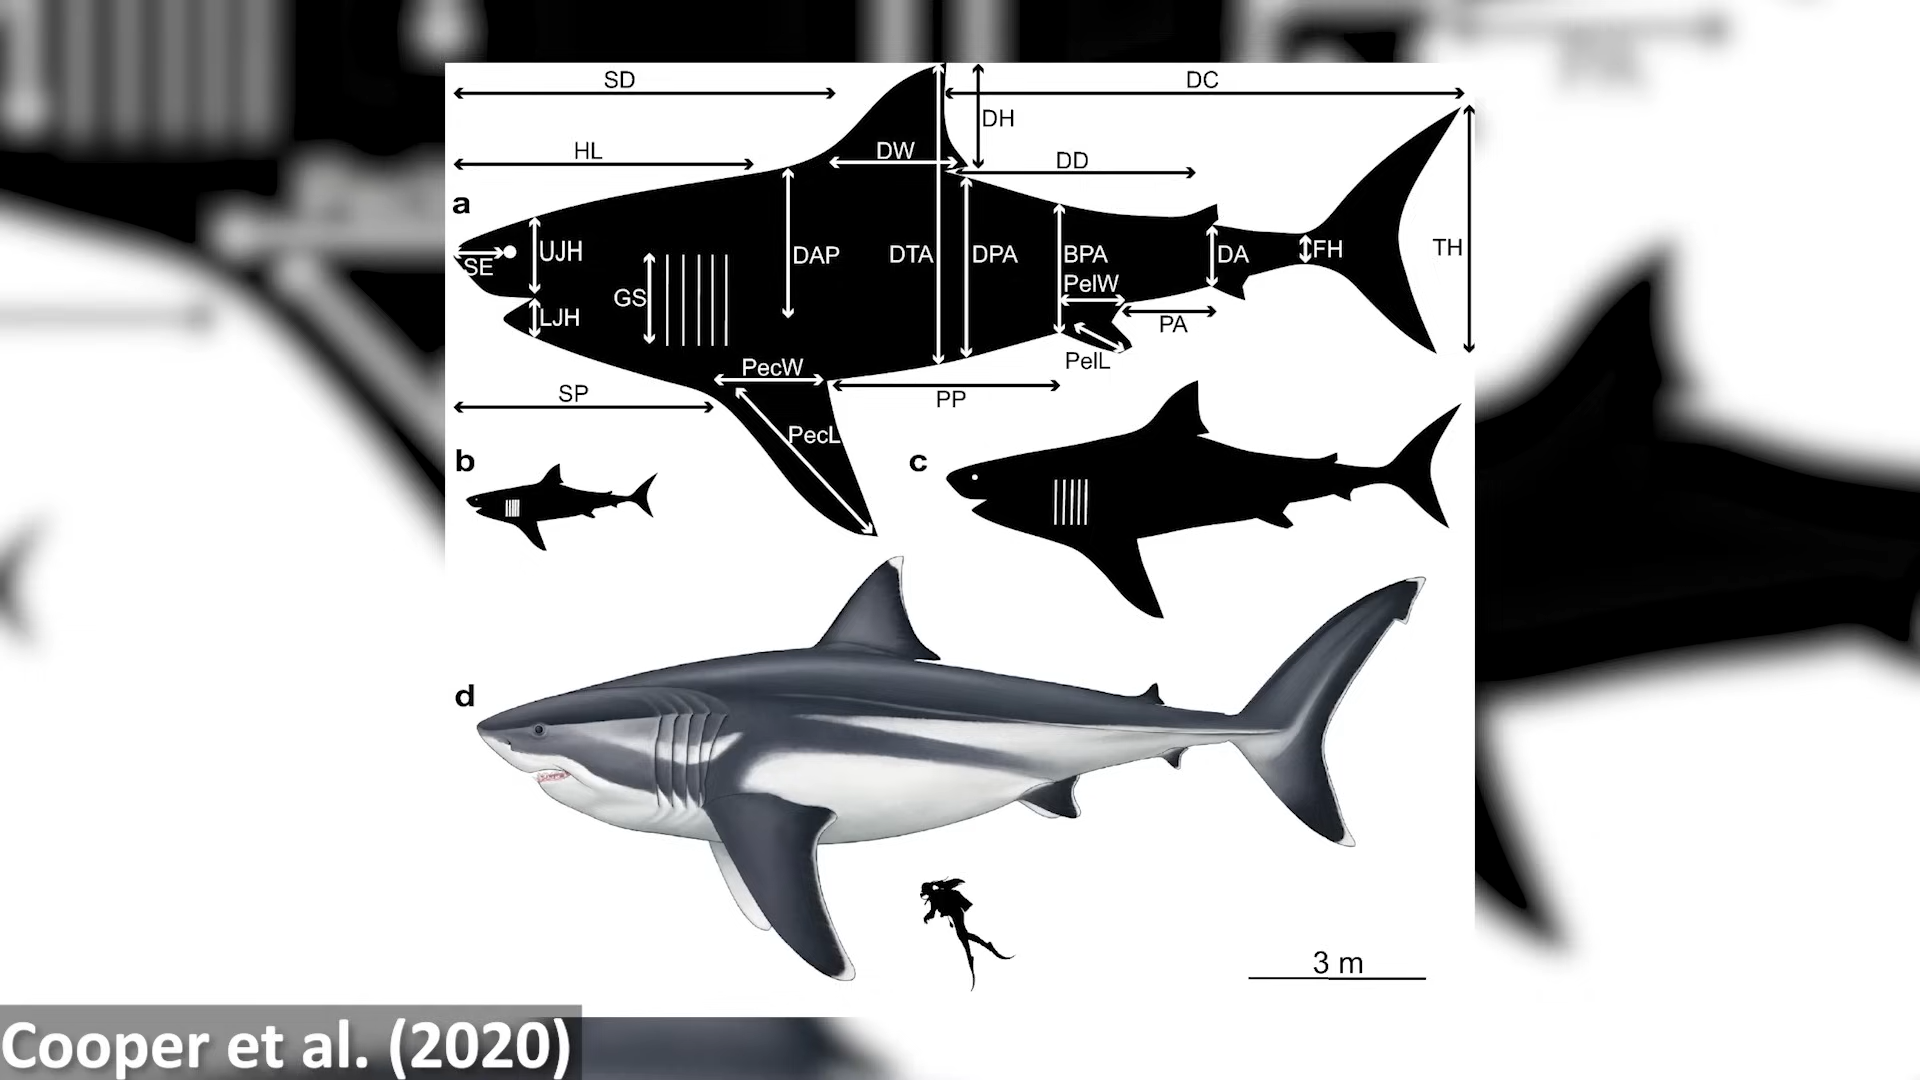 SD
DC
DH
HL
DW
DD
a
UJH
SE
DAP
DTA
DPA
BPA
DA
FH
TH
GS
PelW
LJH
PA
PelL
PecW
SP
PP
PecL
b
c
d
3 m
Cooper et al. (2020)